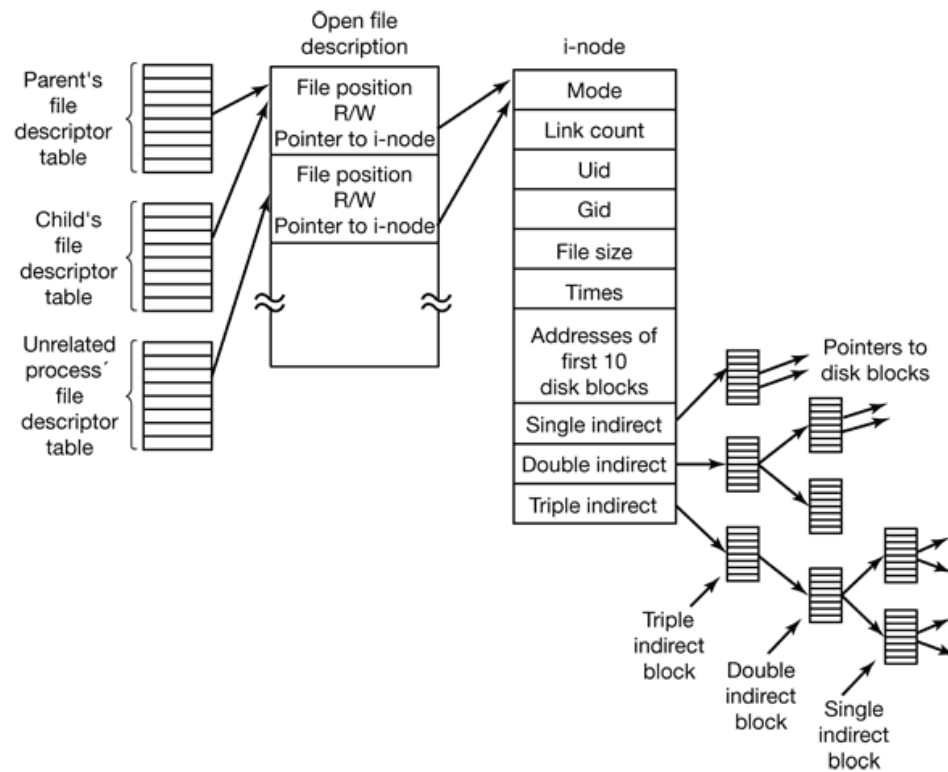 Open file
description
i-node
Parent's
file
descriptor
table
File position
R/W
Pointer to i-node
File position
R/W
Pointer to i-node
Child's
file
descriptor
table
Unrelated
process´
file
descriptor
table
Mode
Link count
Uid
Gid
File size
Times
Addresses of
first 10
disk blocks
Single indirect
Double indirect
Triple indirect
Pointers to
disk blocks
Triple
indirect
block
Double
indirect
block
Single
indirect
block